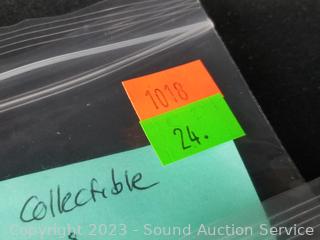 1018
24.
collectible
Copyright 2023 - Sound Auction Service